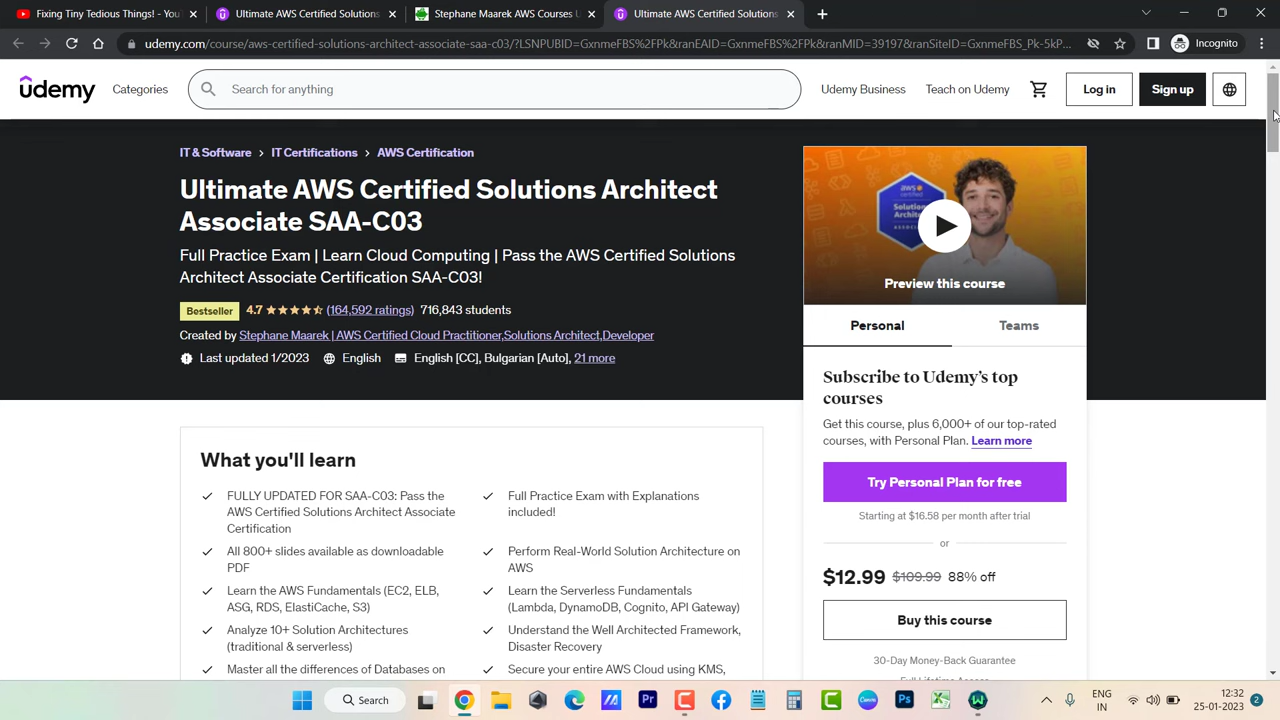 Fixing Tiny Tedious Things! - You
Ultimate AWS Certified Solutions
Stephane Maarek AWS Courses U
Ultimate AWS Certified Solutions
udemy.com/course/aws-certified-solutions-architect-associate-saa-c03/?LSNPUBID=GxnmeFBS%2FPk&ranEAID=GxnmeFBS%2FPk&ranMID=39197&ranSiteID=GxnmeFBS_Pk-5kP...
Incognito
udemy
Categories
Search for anything
Udemy Business
Teach on Udemy
Log in
Sign up
IT & Software > IT Certifications > AWS Certification
Ultimate AWS Certified Solutions Architect
Associate SAA-C03
Full Practice Exam | Learn Cloud Computing | Pass the AWS Certified Solutions
Architect Associate Certification SAA-C03!
Bestseller 4.7 (164,592 ratings) 716,843 students
Created by Stephane Maarek | AWS Certified Cloud Practitioner,Solutions Architect,Developer
Last updated 1/2023 English English [CC], Bulgarian [Auto], 21 more
aws
certified
Solutions
Preview this course
Personal
Teams
Subscribe to Udemy's top
courses
Get this course, plus 6,000+ of our top-rated
courses, with Personal Plan. Learn more
Try Personal Plan for free
Starting at $16.58 per month after trial
or
$12.99 $109.99 88% off
Buy this course
30-Day Money-Back Guarantee
Full Lifetime Access
What you'll learn
FULLY UPDATED FOR SAA-C03: Pass the
AWS Certified Solutions Architect Associate
Certification
Full Practice Exam with Explanations
included!
All 800+ slides available as downloadable
PDF
Perform Real-World Solution Architecture on
AWS
Learn the AWS Fundamentals (EC2, ELB,
ASG, RDS, ElastiCache, S3)
Learn the Serverless Fundamentals
(Lambda, DynamoDB, Cognito, API Gateway)
Analyze 10+ Solution Architectures
(traditional & serverless)
Understand the Well Architected Framework,
Disaster Recovery
Master all the differences of Databases on
Secure your entire AWS Cloud using KMS,
Search
Pr
Ps
ENG
IN
12:32
25-01-2023
2